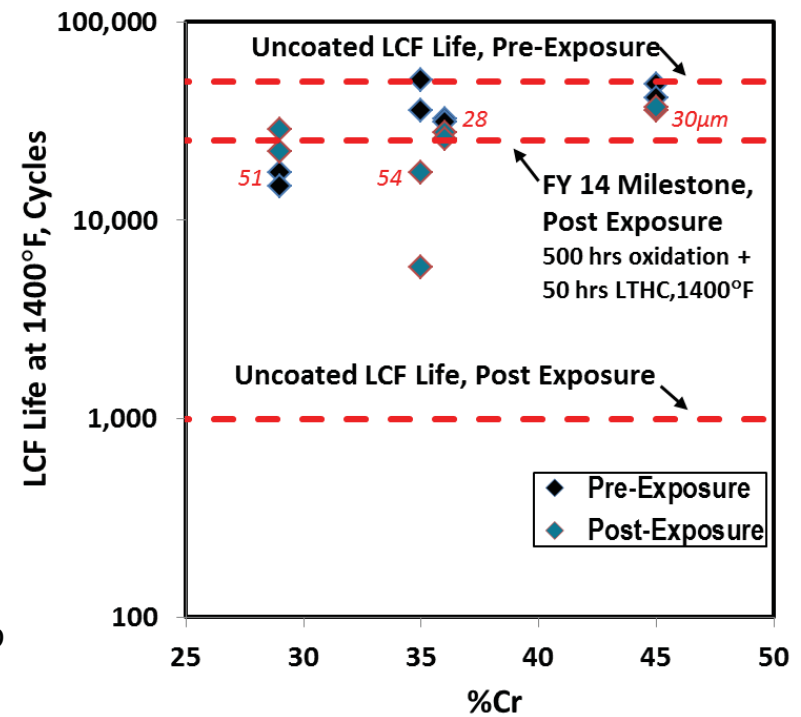 100,000
10,000
1,000
100
LCF Life at 1400°F, Cycles
Uncoated LCF Life, Pre-Exposure
51
54
28
30µm
FY 14 Milestone,
Post Exposure
500 hrs oxidation +
50 hrs LTHC,1400°F
Uncoated LCF Life, Post Exposure
Pre-Exposure
Post-Exposure
25
30
35
40
45
50
%Cr